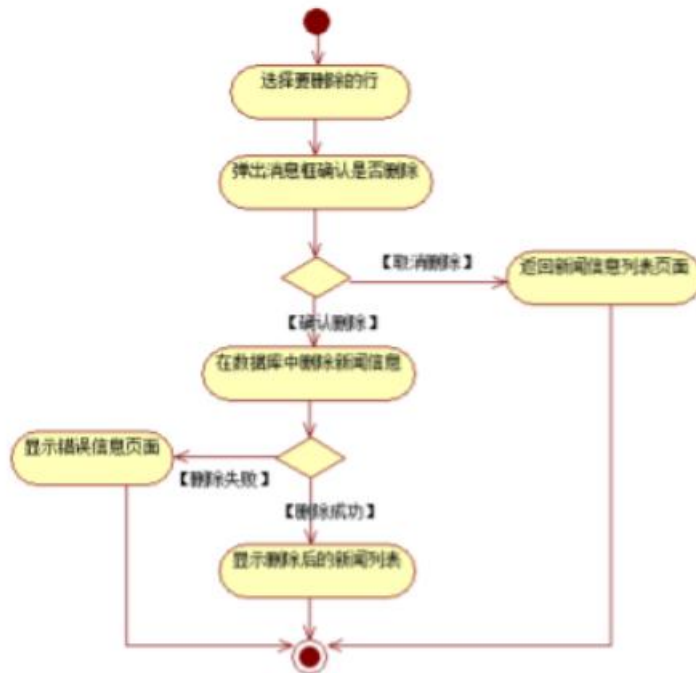 选择要删除的行
弹出消息框确认是否删除
【取消删除】
返回新闻信息列表页面
【确认删除】
在数据库中删除新闻信息
显示错误信息页面
【删除失败】
【删除成功】
显示删除后的新闻列表